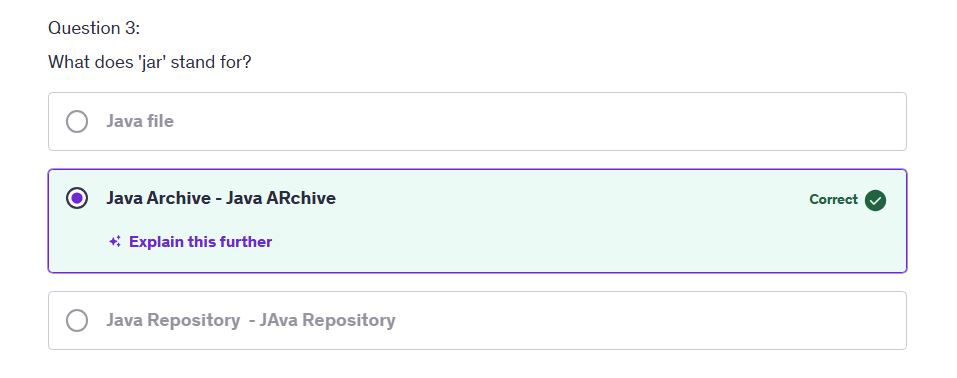 Question 3:
What does 'jar' stand for?
Java file
Java Archive - Java ARchive
Correct
Explain this further
Java Repository  - JAva Repository